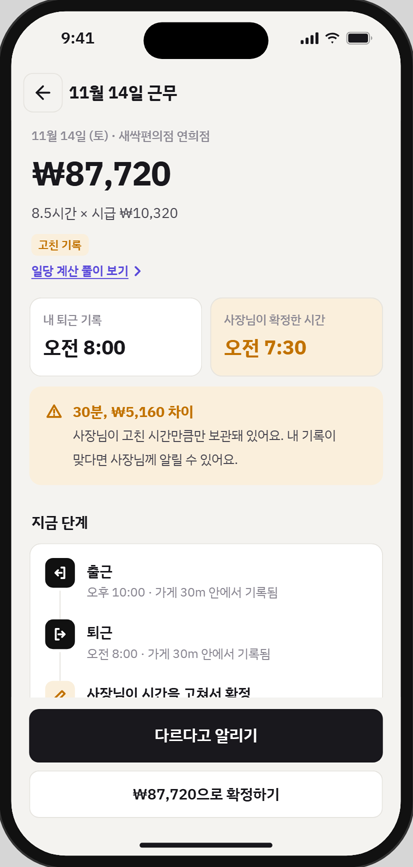 9:41
11월 14일 근무
11월 14일 (토) · 새싹편의점 연희점
₩87,720
8.5시간 × 시급 ₩10,320
고친 기록
일당 계산 풀이 보기
내 퇴근 기록
오전 8:00
사장님이 확정한 시간
오전 7:30
30분, ₩5,160 차이
사장님이 고친 시간만큼만 보관돼 있어요. 내 기록이
맞다면 사장님께 알릴 수 있어요.
지금 단계
출근
오후 10:00 · 가게 30m 안에서 기록됨
퇴근
오전 8:00 · 가게 30m 안에서 기록됨
사장님이 시간을 고쳐서 확정
다르다고 알리기
₩87,720으로 확정하기